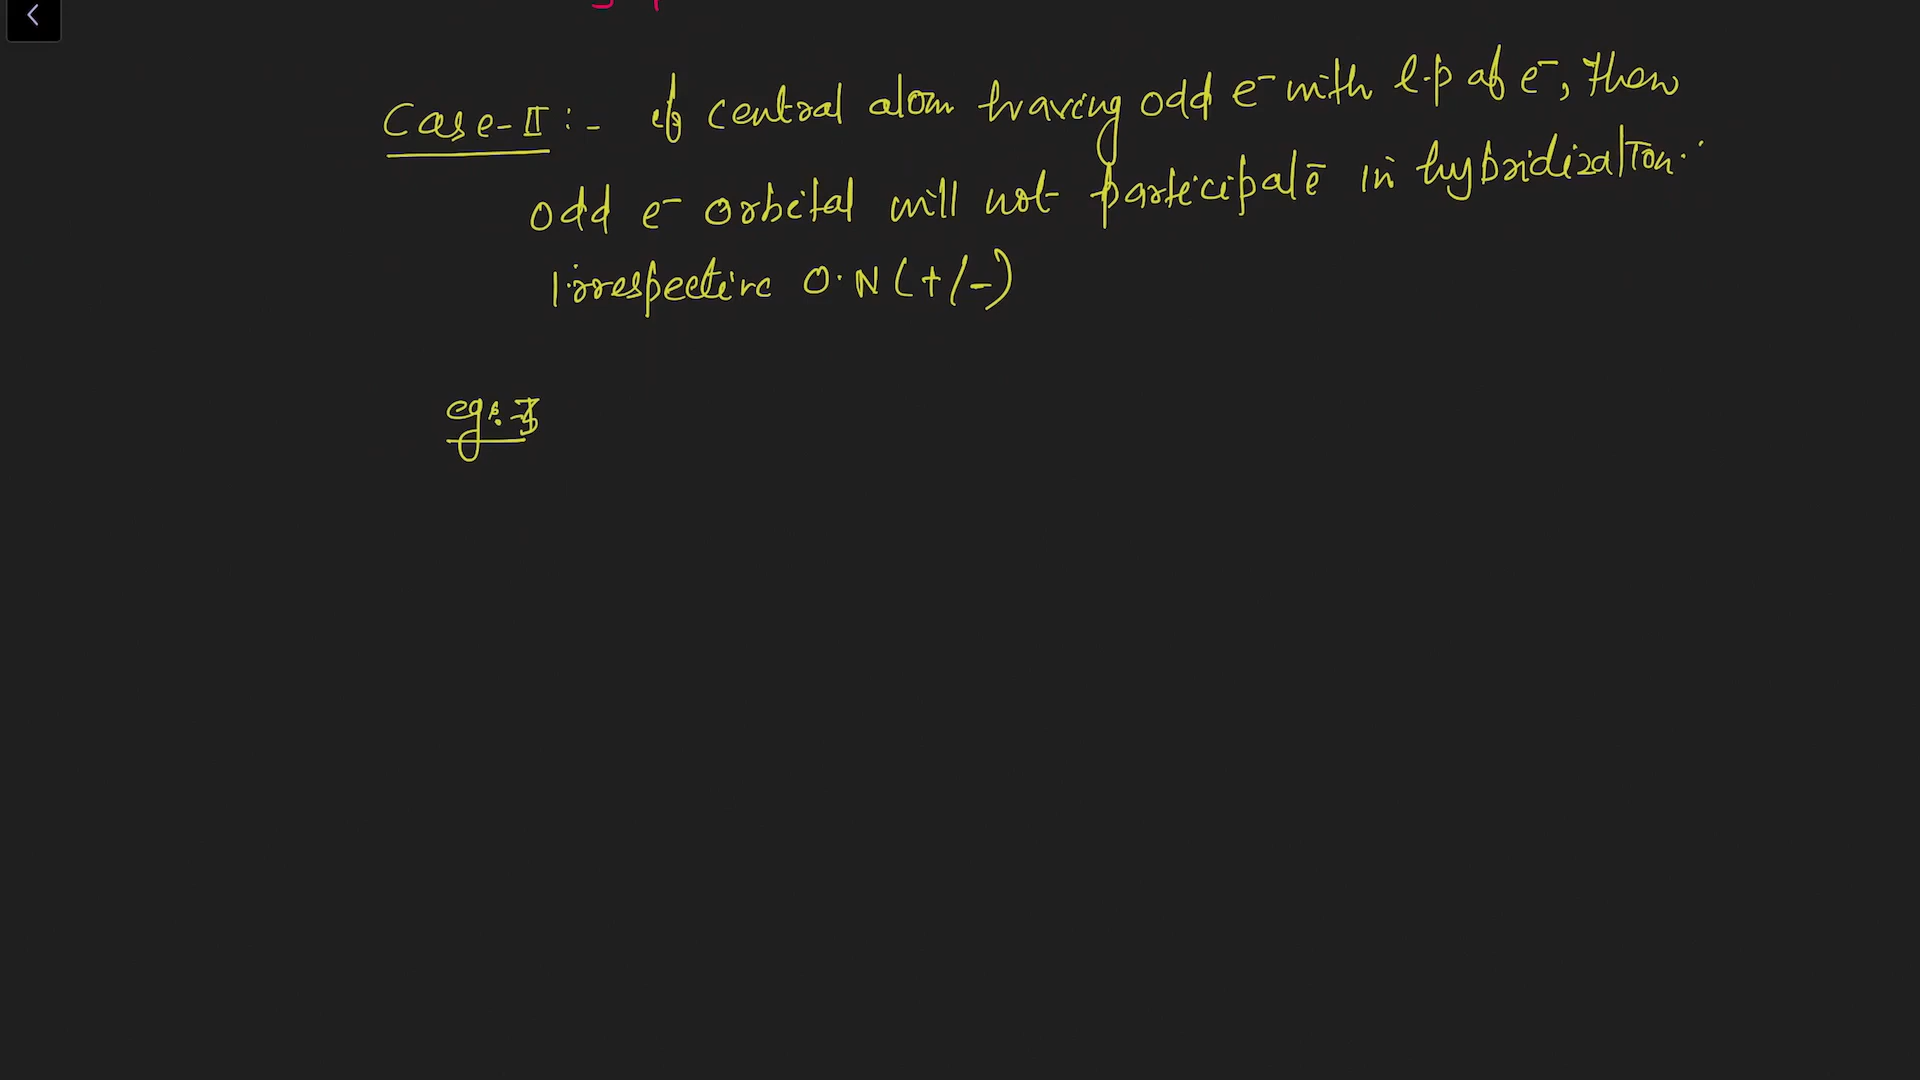 Case-II :- if central atom having odd e⁻ with l.p of e⁻, then
odd e⁻ orbital will not participate in hybridization.
Irrespective O.N (+/-)
eg:-